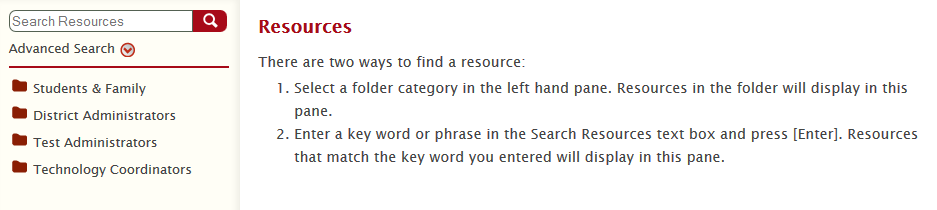 Search Resources
Advanced Search
Students & Family
District Administrators
Test Administrators
Technology Coordinators
Resources
There are two ways to find a resource:
1. Select a folder category in the left hand pane. Resources in the folder will display in this
pane.
2. Enter a key word or phrase in the Search Resources text box and press [Enter]. Resources
that match the key word you entered will display in this pane.